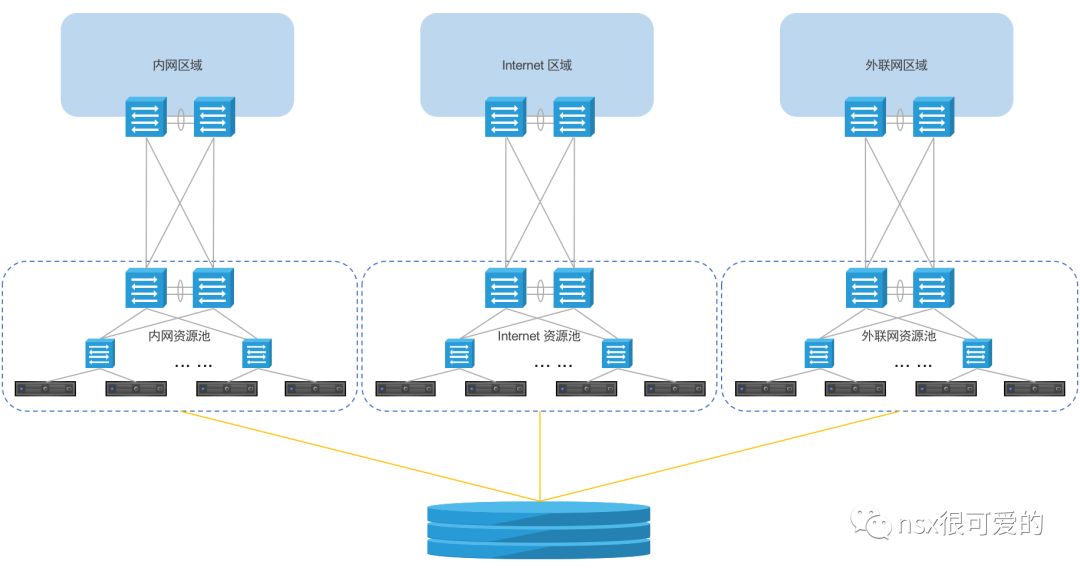 内网区域
Internet 区域
外联网区域
内网资源池
Internet 资源池
外联网资源池
... ...
... ...
... ...
nsx很可爱的